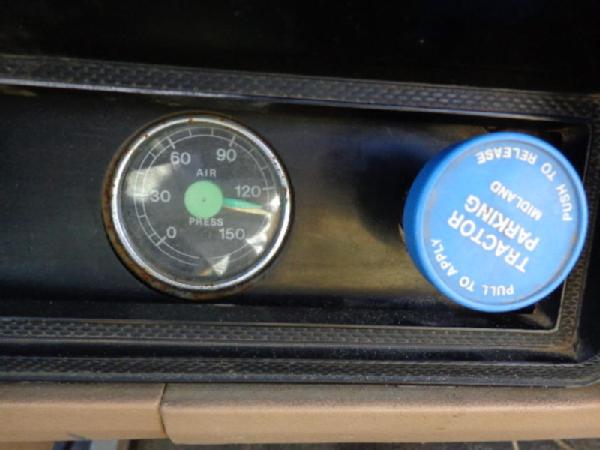 60
90
AIR
30
120
PRESS
0
150
PUSH TO RELEASE
MIDLAND
TRACTOR
PARKING
PULL TO APPLY